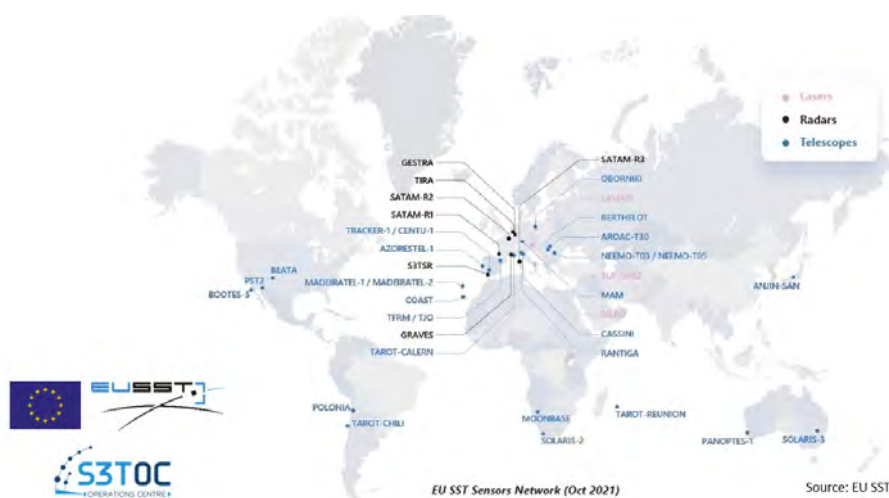 Lasers
Radars
Telescopes
GESTRA
TIRA
SATAM-R2
SATAM-R1
TRACKER-1 / CENTU-1
AZORESTEL-1
S3TSR
MADEIRATEL-1 / MADEIRATEL-2
COAST
TFRM / TJO
GRAVES
TAROT-CALERN
SATAM-R3
OBORNIKI
BERTHELOT
AROAC-T30
NEEMO-T03 / NEEMO-T05
MAM
CASSINI
RANTIGA
BEATA
PST2
BOOTES-5
ANJIN-SAN
POLONIA
TAROT-CHILI
MOONBASE
SOLARIS-2
TAROT-REUNION
PANOPTES-1
SOLARIS-3
EUSST
S3TOC
OPERATIONS CENTRE
EU SST Sensors Network (Oct 2021)
Source: EU SST